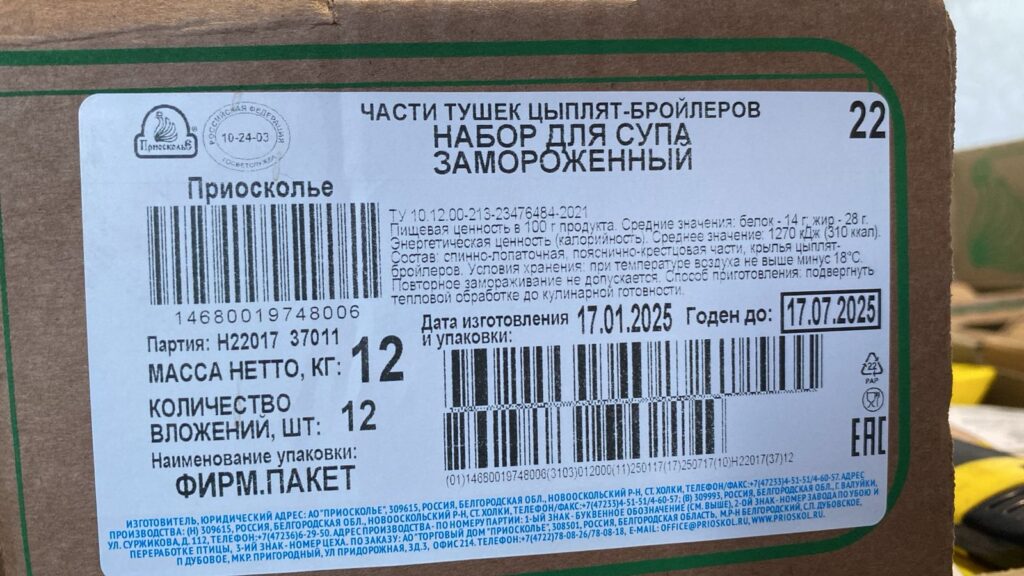 ЧАСТИ ТУШЕК ЦЫПЛЯТ-БРОЙЛЕРОВ
НАБОР ДЛЯ СУПА
ЗАМОРОЖЕННЫЙ
22
ПриосколЬЕ
РОССИЙСКАЯ ФЕДЕРАЦИЯ
10-24-03
ГОСВЕТСЛУЖБА
Приосколье
14680019748006
ТУ 10.12.00-213-23476484-2021
Пищевая ценность в 100 г продукта. Средние значения: белок - 14 г; жир - 28 г.
Энергетическая ценность (калорийность). Среднее значение: 1270 кДж (310 ккал).
Состав: спинно-лопаточная, пояснично-крестцовая части, крылья цыплят-
бройлеров. Условия хранения: при температуре воздуха не выше минус 18°С.
Повторное замораживание не допускается. Способ приготовления: подвергнуть
тепловой обработке до кулинарной готовности.
Партия: Н22017 37011
МАССА НЕТТО, КГ: 12
КОЛИЧЕСТВО
ВЛОЖЕНИЙ, ШТ: 12
Наименование упаковки:
ФИРМ.ПАКЕТ
Дата изготовления 17.01.2025 Годен до: 17.07.2025
и упаковки:
(01)14680019748006(3103)012000(11)250117(17)250717(10)Н22017(37)12
22
PAP
EAC
ИЗГОТОВИТЕЛЬ, ЮРИДИЧЕСКИЙ АДРЕС: АО "ПРИОСКОЛЬЕ", 309615, РОССИЯ, БЕЛГОРОДСКАЯ ОБЛ., НОВООСКОЛЬСКИЙ Р-Н, СТ. ХОЛКИ, ТЕЛЕФОН/ФАКС:+7(47233)4-51-51/4-60-57. АДРЕС
ПРОИЗВОДСТВА: (Н) 309615, РОССИЯ, БЕЛГОРОДСКАЯ ОБЛ., НОВООСКОЛЬСКИЙ Р-Н, СТ. ХОЛКИ, ТЕЛЕФОН/ФАКС:+7(47233)4-51-51/4-60-57; (В) 309993, РОССИЯ, БЕЛГОРОДСКАЯ ОБЛ., Г. ВАЛУЙКИ,
УЛ. СУРЖИКОВА, Д. 112, ТЕЛЕФОН:+7(47236)6-29-50. АДРЕС ПРОИЗВОДСТВА - ПО НОМЕРУ ПАРТИИ: 1-ЫЙ ЗНАК - БУКВЕННОЕ ОБОЗНАЧЕНИЕ (СМ. ВЫШЕ), 2-ОЙ ЗНАК - НОМЕР ЗАВОДА ПО УБОЮ И
ПЕРЕРАБОТКЕ ПТИЦЫ, 3-ИЙ ЗНАК - НОМЕР ЦЕХА. ПО ЗАКАЗУ: АО "ТОРГОВЫЙ ДОМ "ПРИОСКОЛЬЕ", 308501, РОССИЯ, БЕЛГОРОДСКАЯ ОБЛАСТЬ, М.Р-Н БЕЛГОРОДСКИЙ, С.П. ДУБОВСКОЕ,
П ДУБОВОЕ, МКР. ПРИГОРОДНЫЙ, УЛ ПРИДОРОЖНАЯ, ЗД.3, ОФИС 214. ТЕЛЕФОН:+7(4722)78-08-26/78-08-18, E-MAIL: OFFICE@PRIOSKOL.RU, WWW.PRIOSKOL.RU.